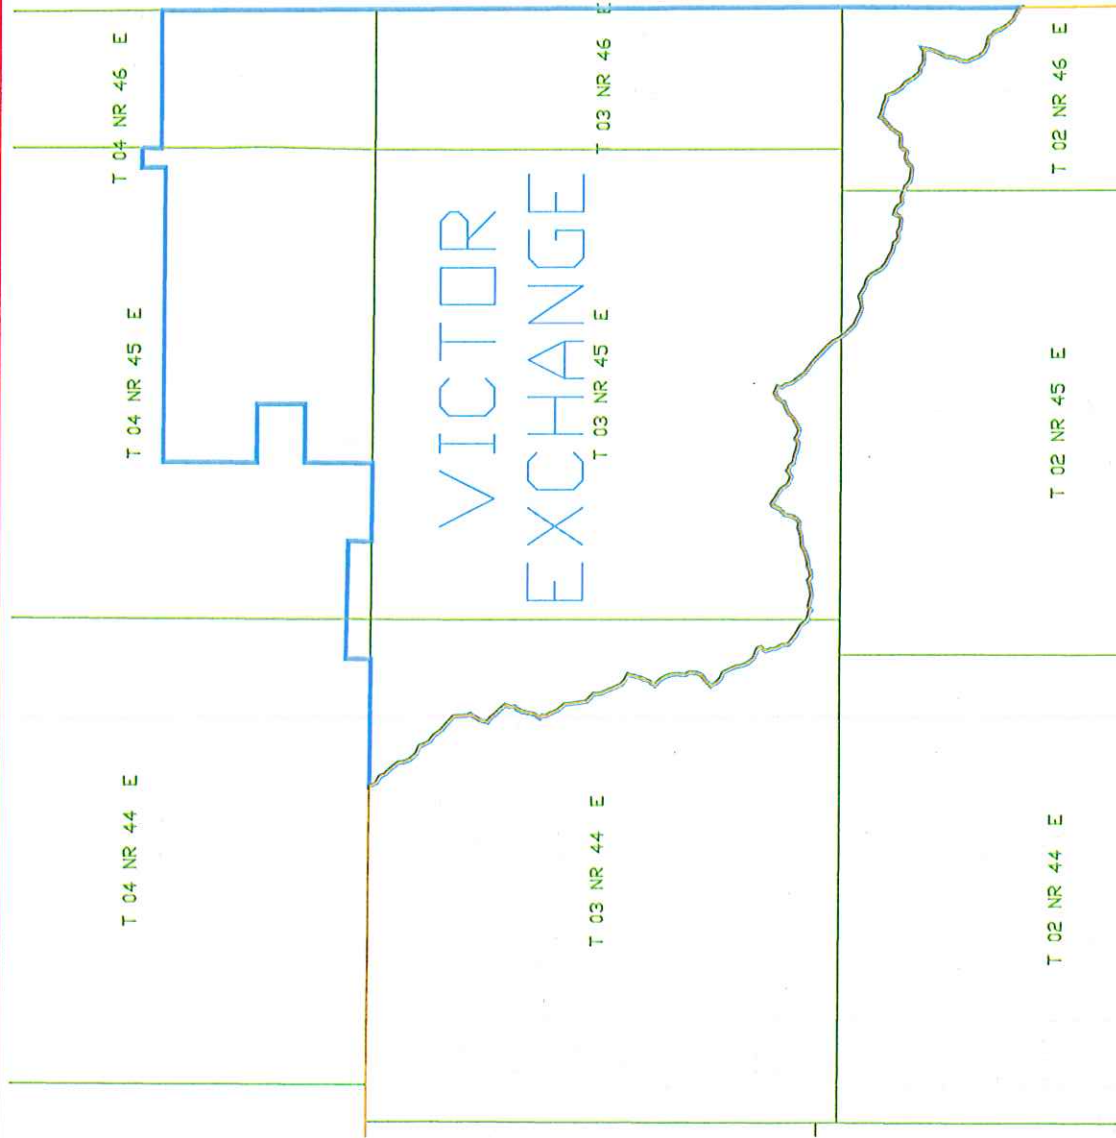 T 04 NR 44 E
T 04 NR 45 E
T 04 NR 46 E
VICTOR
EXCHANGE
T 03 NR 44 E
T 03 NR 45 E
T 03 NR 46 E
T 02 NR 44 E
T 02 NR 45 E
T 02 NR 46 E